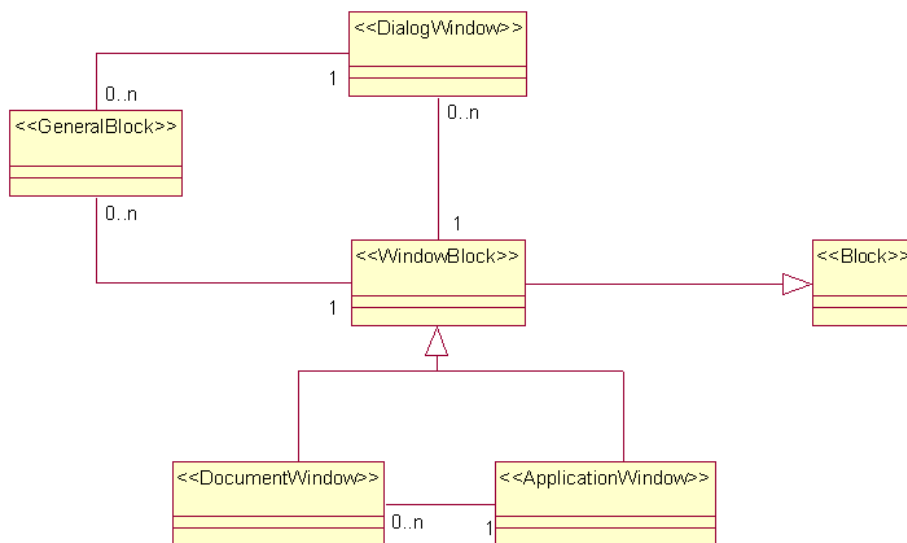 <<DialogWindow>>
1
0..n
0..n
<<GeneralBlock>>
0..n
1
<<WindowBlock>>
<<Block>>
1
<<DocumentWindow>>
<<ApplicationWindow>>
0..n
1